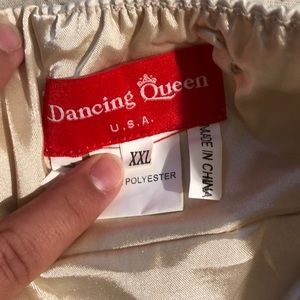 Dancing Queen
U.S.A.
XXL
POLYESTER
MADE IN CHINA